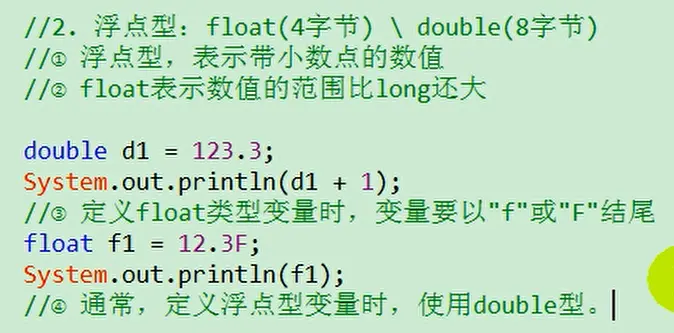 //2. 浮点型：float(4字节) \ double(8字节)
//① 浮点型，表示带小数点的数值
//② float表示数值的范围比long还大
double d1 = 123.3;
System.out.println(d1 + 1);
//③ 定义float类型变量时，变量要以"f"或"F"结尾
float f1 = 12.3F;
System.out.println(f1);
//④ 通常，定义浮点型变量时，使用double型。